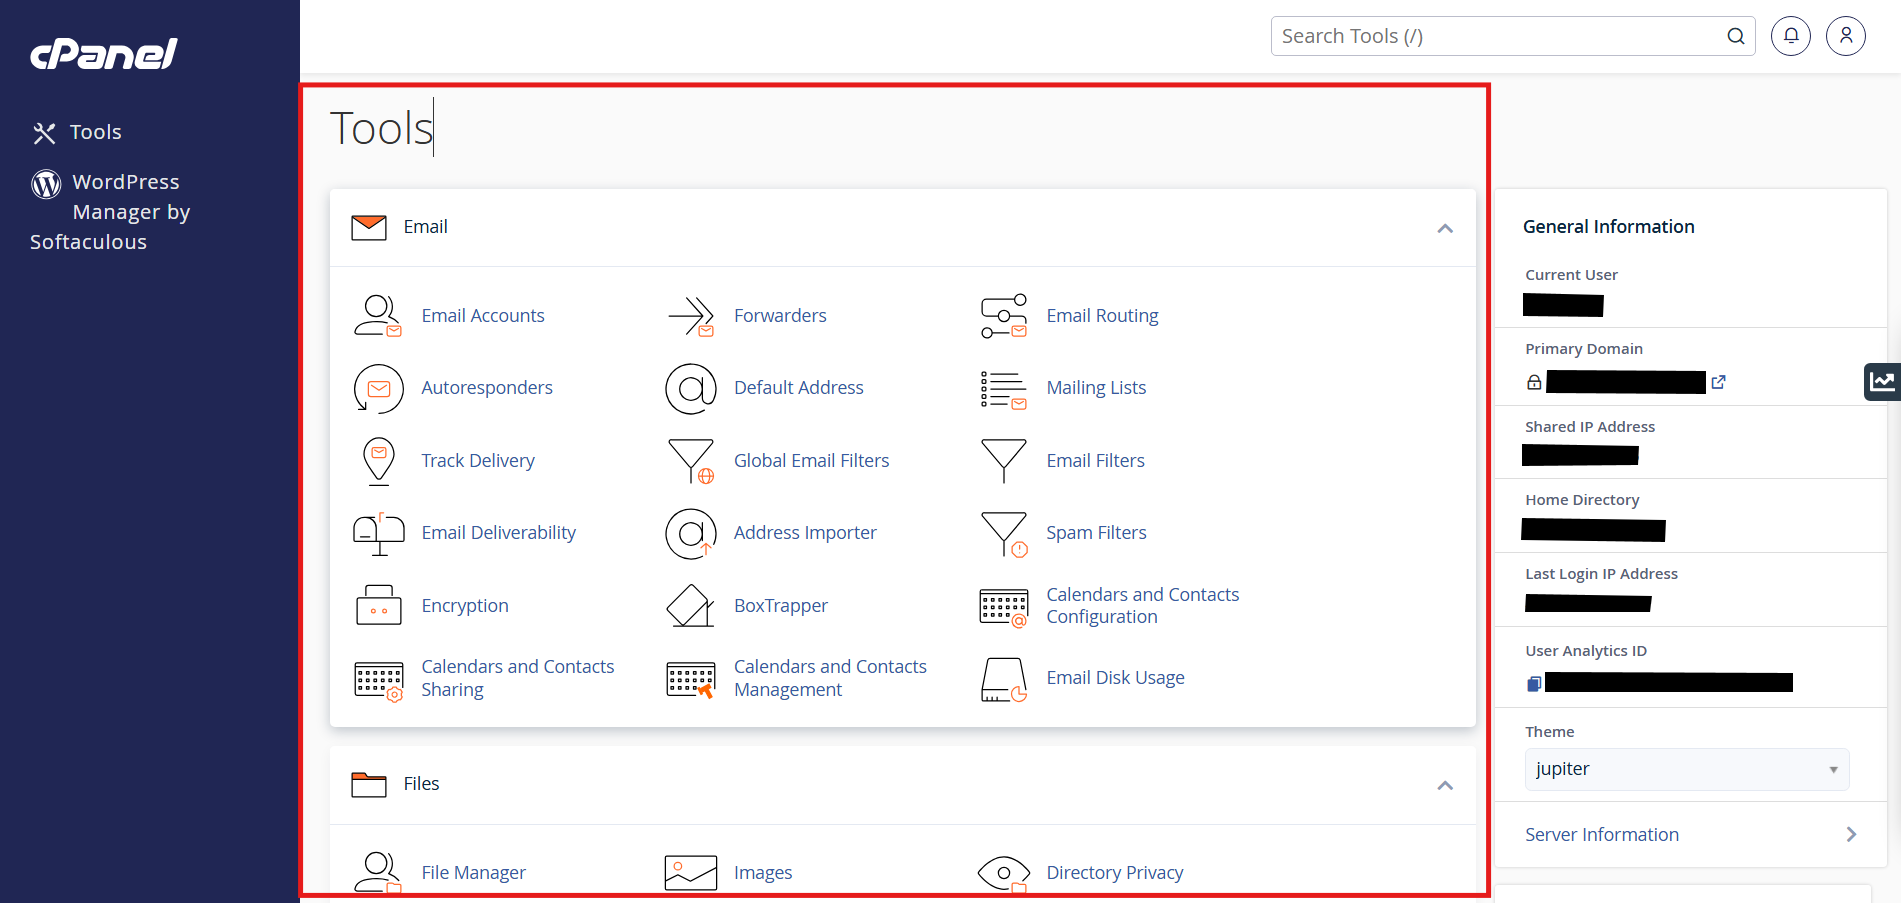 cPanel
Tools
WordPress
Manager by
Softaculous
Search Tools (/)
Tools
Email
Email Accounts
Forwarders
Email Routing
Autoresponders
Default Address
Mailing Lists
Track Delivery
Global Email Filters
Email Filters
Email Deliverability
Address Importer
Spam Filters
Encryption
BoxTrapper
Calendars and Contacts
Configuration
Calendars and Contacts
Sharing
Calendars and Contacts
Management
Email Disk Usage
Files
File Manager
Images
Directory Privacy
General Information
Current User
Primary Domain
Shared IP Address
Home Directory
Last Login IP Address
User Analytics ID
Theme
jupiter
Server Information